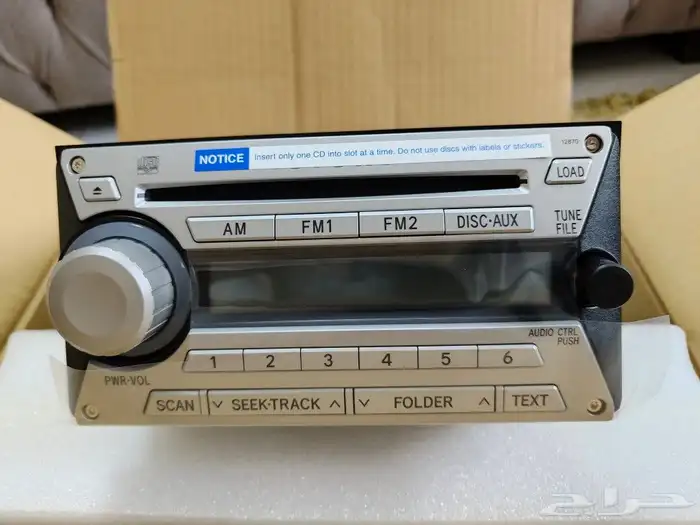 NOTICE Insert only one CD into slot at a time. Do not use discs with labels or stickers.
12870
LOAD
AM FM1 FM2 DISC·AUX
TUNE
FILE
AUDIO CTRL
PUSH
1 2 3 4 5 6
PWR·VOL
SCAN ∨ SEEK·TRACK ∧ ∨ FOLDER ∧ TEXT
حراج